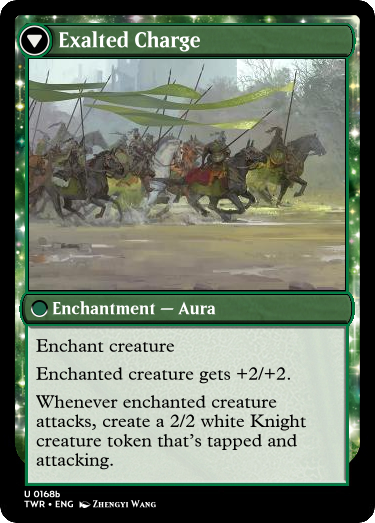 Exalted Charge
Enchantment — Aura
Enchant creature
Enchanted creature gets +2/+2.
Whenever enchanted creature
attacks, create a 2/2 white Knight
creature token that's tapped and
attacking.
U 0168b
TWR • ENG Zhengyi Wang